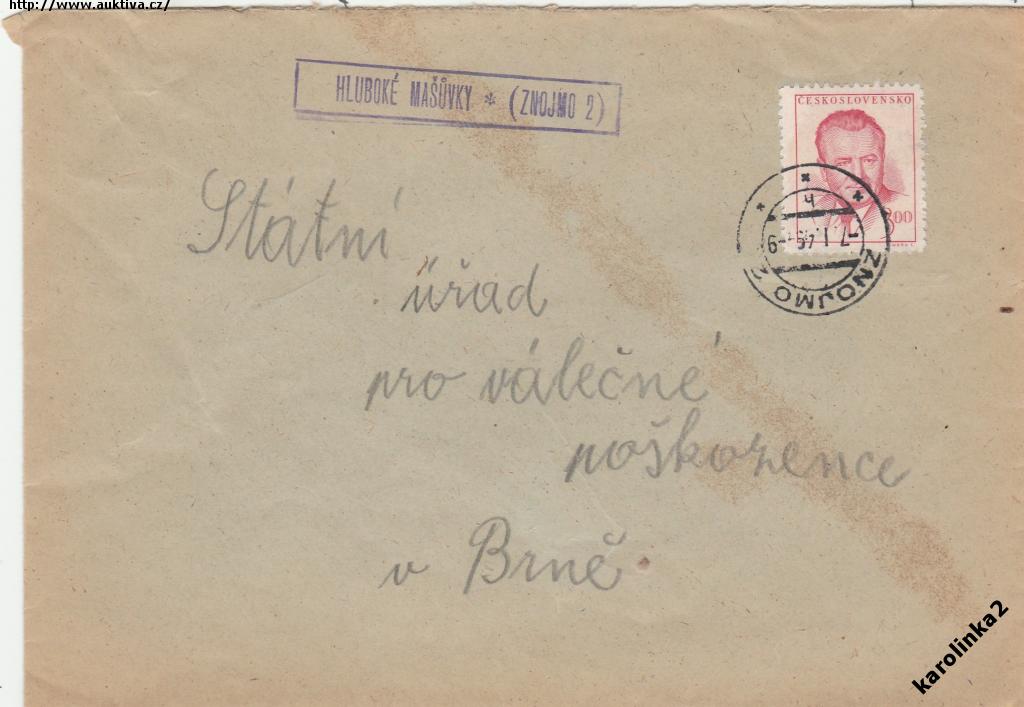 http://www.auktiva.cz/
HLUBOKÉ MAŠŮVKY * (ZNOJMO 2)
ČESKOSLOVENSKO
3.00
ZNOJMO 2
Státní
úřad
pro válečné
poškozence
v Brně
karolinka2